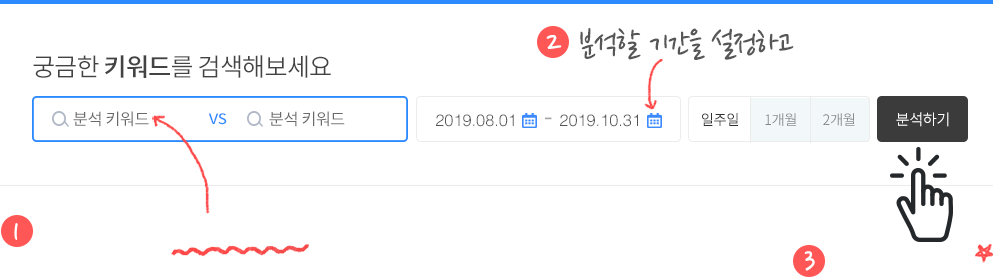 2 분석할 기간을 설정하고
궁금한 키워드를 검색해보세요
분석 키워드 VS 분석 키워드 2019.08.01 - 2019.10.31 일주일 1개월 2개월 분석하기
1
3